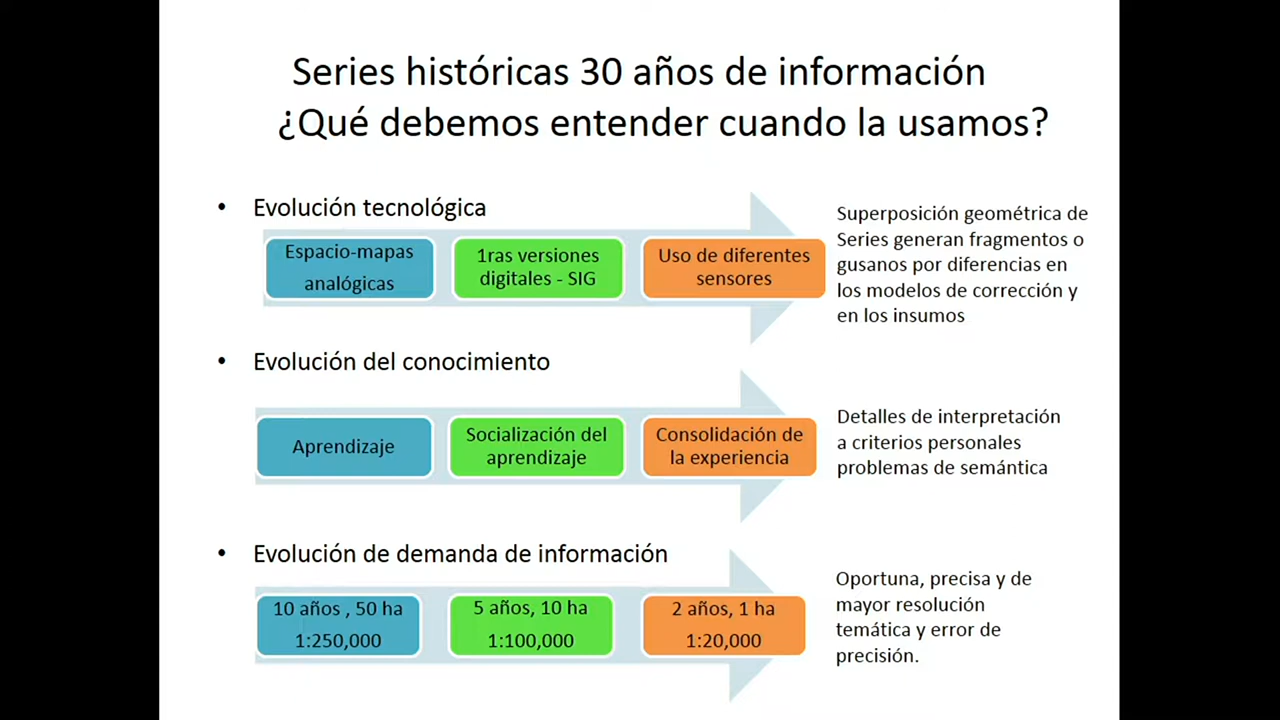 Series históricas 30 años de información
¿Qué debemos entender cuando la usamos?
• Evolución tecnológica
Espacio-mapas
analógicas
1ras versiones
digitales - SIG
Uso de diferentes
sensores
Superposición geométrica de
Series generan fragmentos o
gusanos por diferencias en
los modelos de corrección y
en los insumos
• Evolución del conocimiento
Aprendizaje
Socialización del
aprendizaje
Consolidación de
la experiencia
Detalles de interpretación
a criterios personales
problemas de semántica
• Evolución de demanda de información
10 años , 50 ha
1:250,000
5 años, 10 ha
1:100,000
2 años, 1 ha
1:20,000
Oportuna, precisa y de
mayor resolución
temática y error de
precisión.